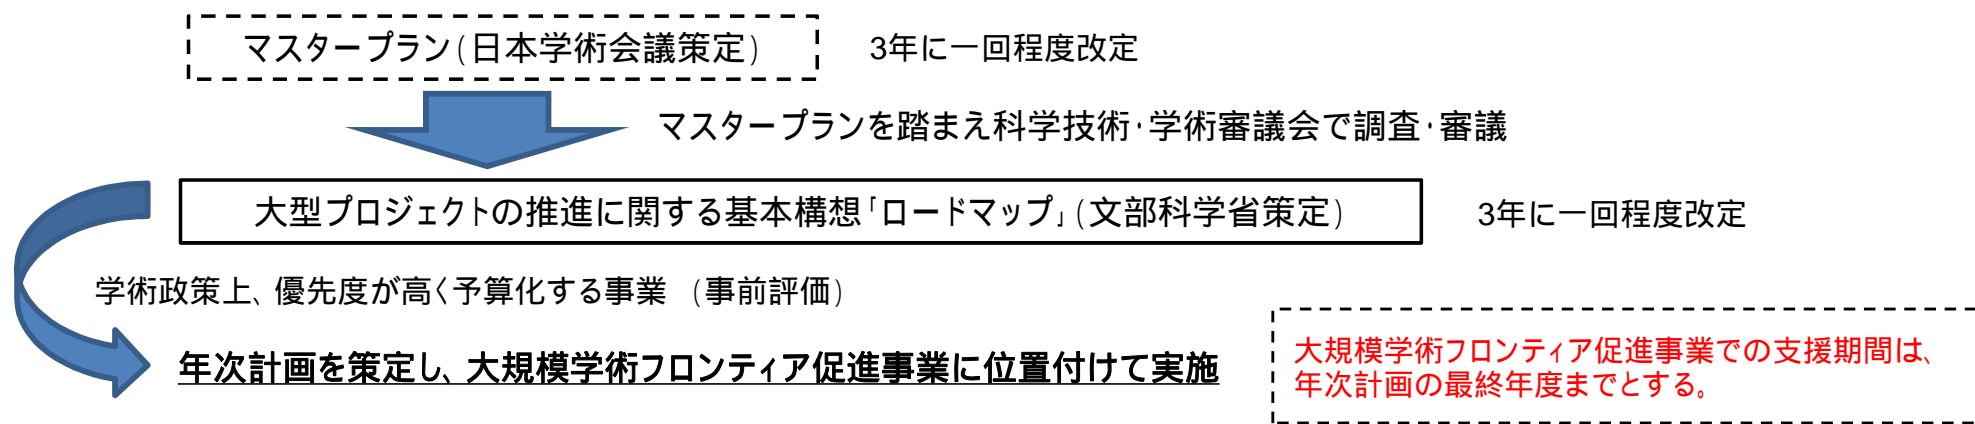 マスタープラン(日本学術会議策定)
3年に一回程度改定
マスタープランを踏まえ科学技術・学術審議会で調査・審議
大型プロジェクトの推進に関する基本構想「ロードマップ」(文部科学省策定)
3年に一回程度改定
学術政策上、優先度が高く予算化する事業 (事前評価)
年次計画を策定し、大規模学術フロンティア促進事業に位置付けて実施
大規模学術フロンティア促進事業での支援期間は、
年次計画の最終年度までとする。